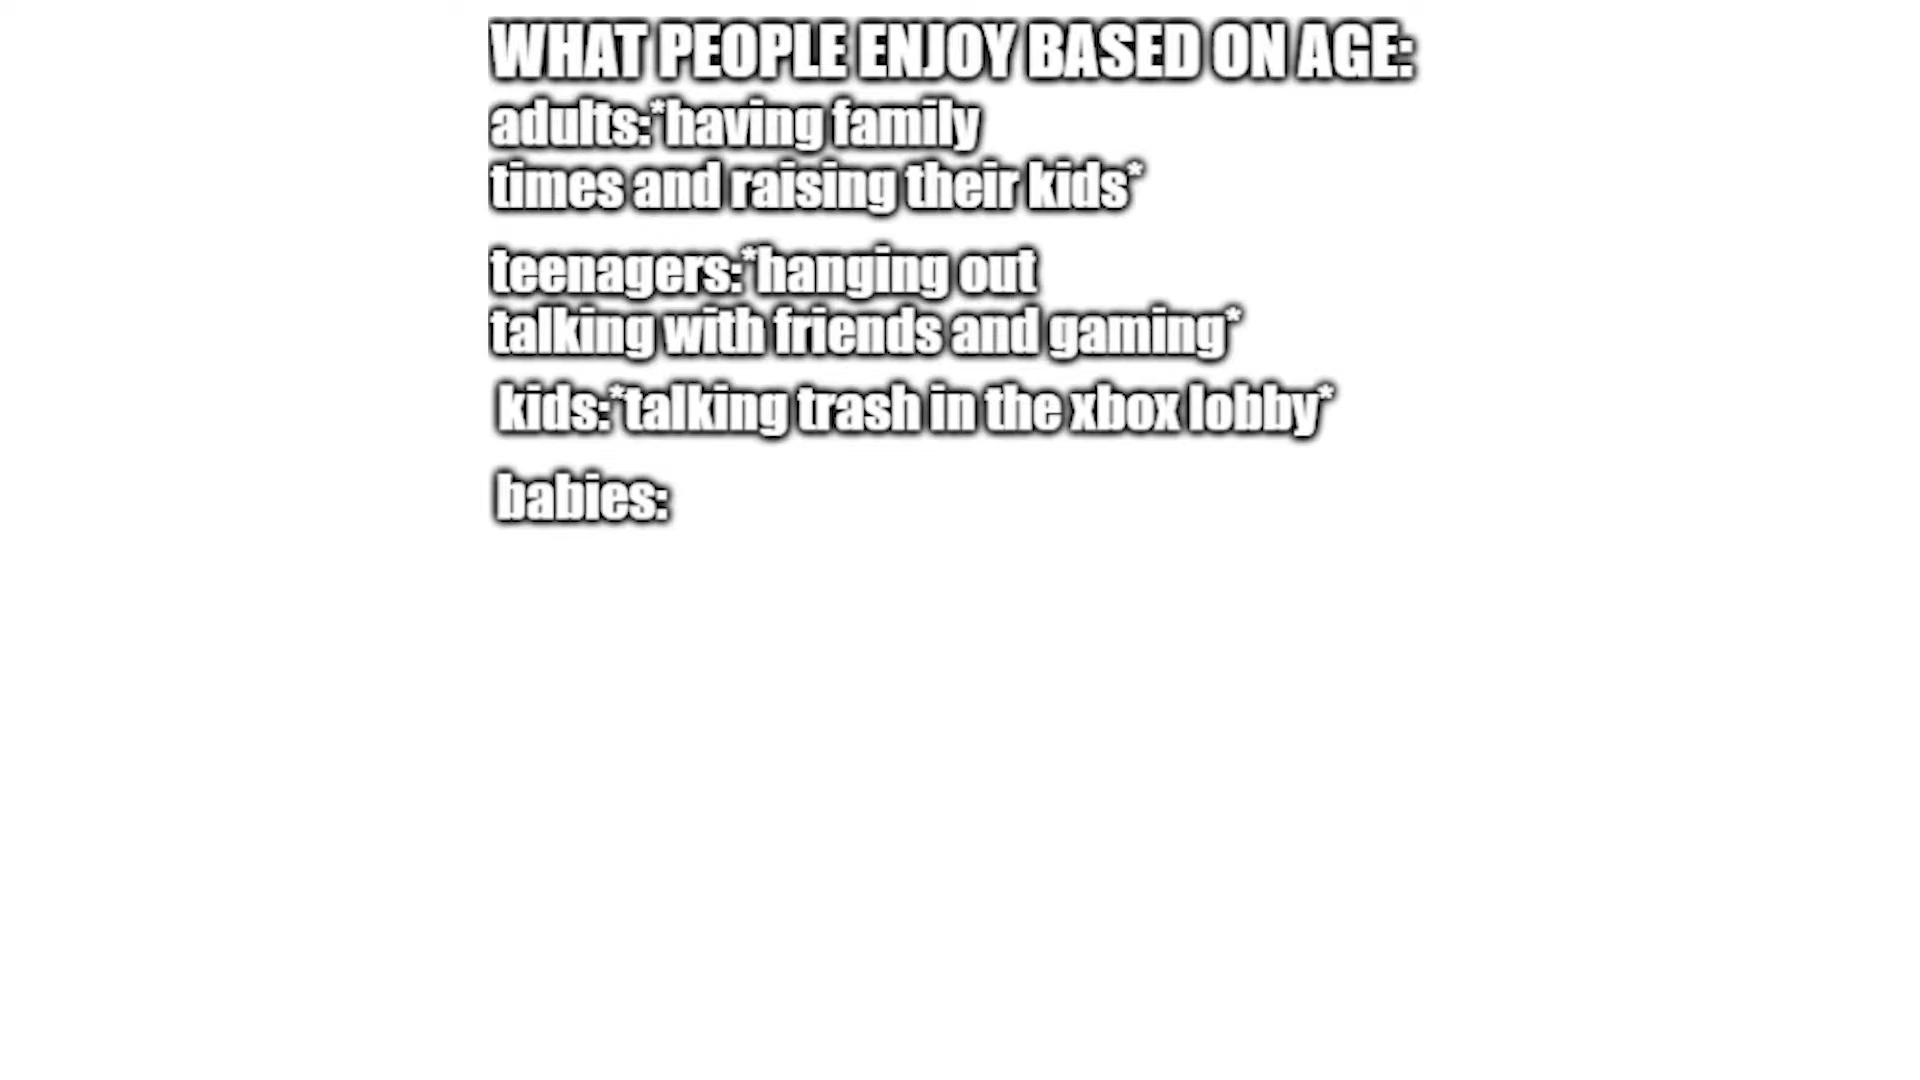 WHAT PEOPLE ENJOY BASED ON AGE:
adults:*having family
times and raising their kids*
teenagers:*hanging out
talking with friends and gaming*
kids:*talking trash in the xbox lobby*
babies: